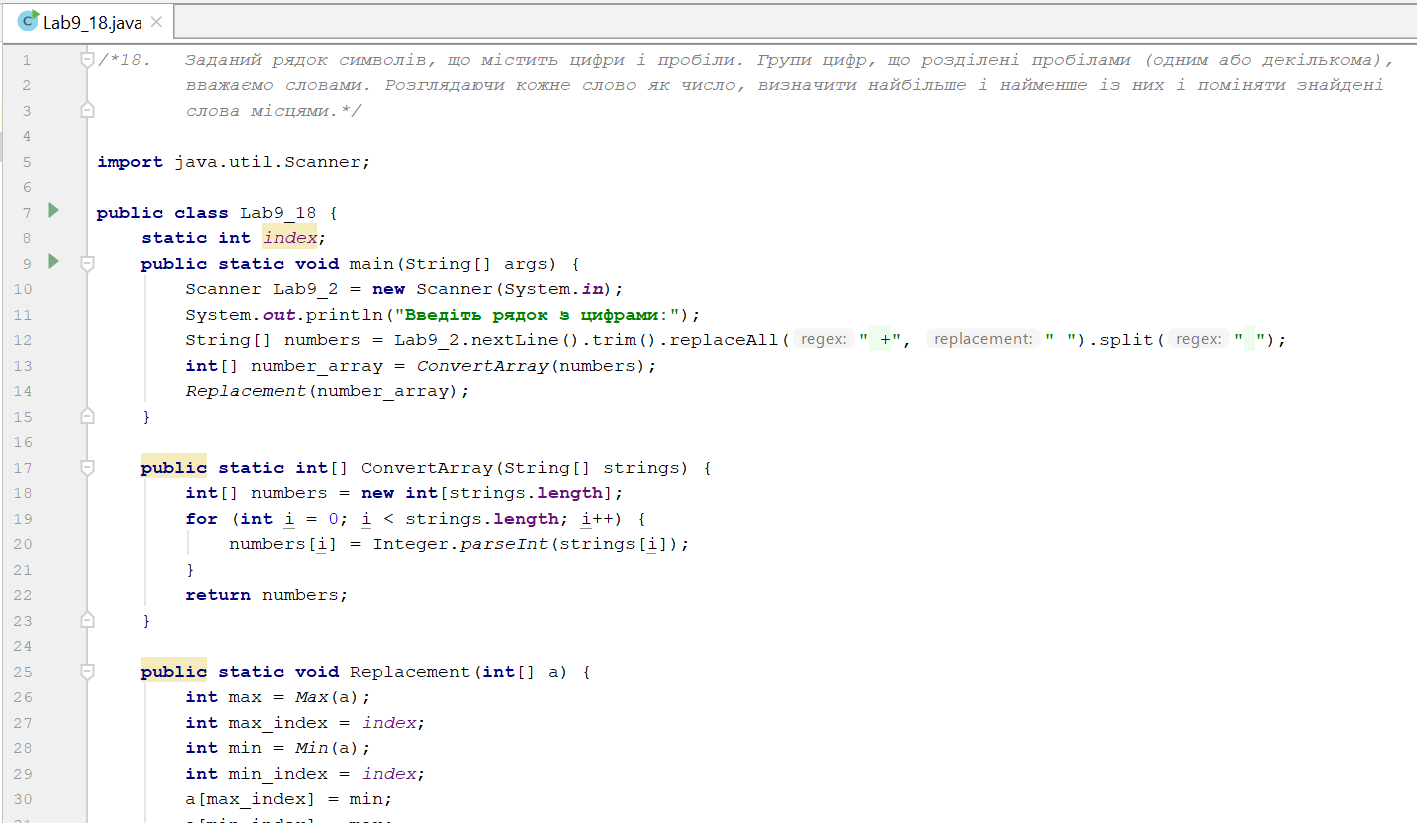 Lab9_18.java
1 /*18. Заданий рядок символів, що містить цифри і пробіли. Групи цифр, що розділені пробілами (одним або декількома),
2 вважаємо словами. Розглядаючи кожне слово як число, визначити найбільше і найменше із них і поміняти знайдені
3 слова місцями.*/
4
5 import java.util.Scanner;
6
7 public class Lab9_18 {
8 static int index;
9 public static void main(String[] args) {
10 Scanner Lab9_2 = new Scanner(System.in);
11 System.out.println("Введіть рядок з цифрами:");
12 String[] numbers = Lab9_2.nextLine().trim().replaceAll( regex: " +", replacement: " ").split( regex: " ");
13 int[] number_array = ConvertArray(numbers);
14 Replacement(number_array);
15 }
16
17 public static int[] ConvertArray(String[] strings) {
18 int[] numbers = new int[strings.length];
19 for (int i = 0; i < strings.length; i++) {
20 numbers[i] = Integer.parseInt(strings[i]);
21 }
22 return numbers;
23 }
24
25 public static void Replacement(int[] a) {
26 int max = Max(a);
27 int max_index = index;
28 int min = Min(a);
29 int min_index = index;
30 a[max_index] = min;